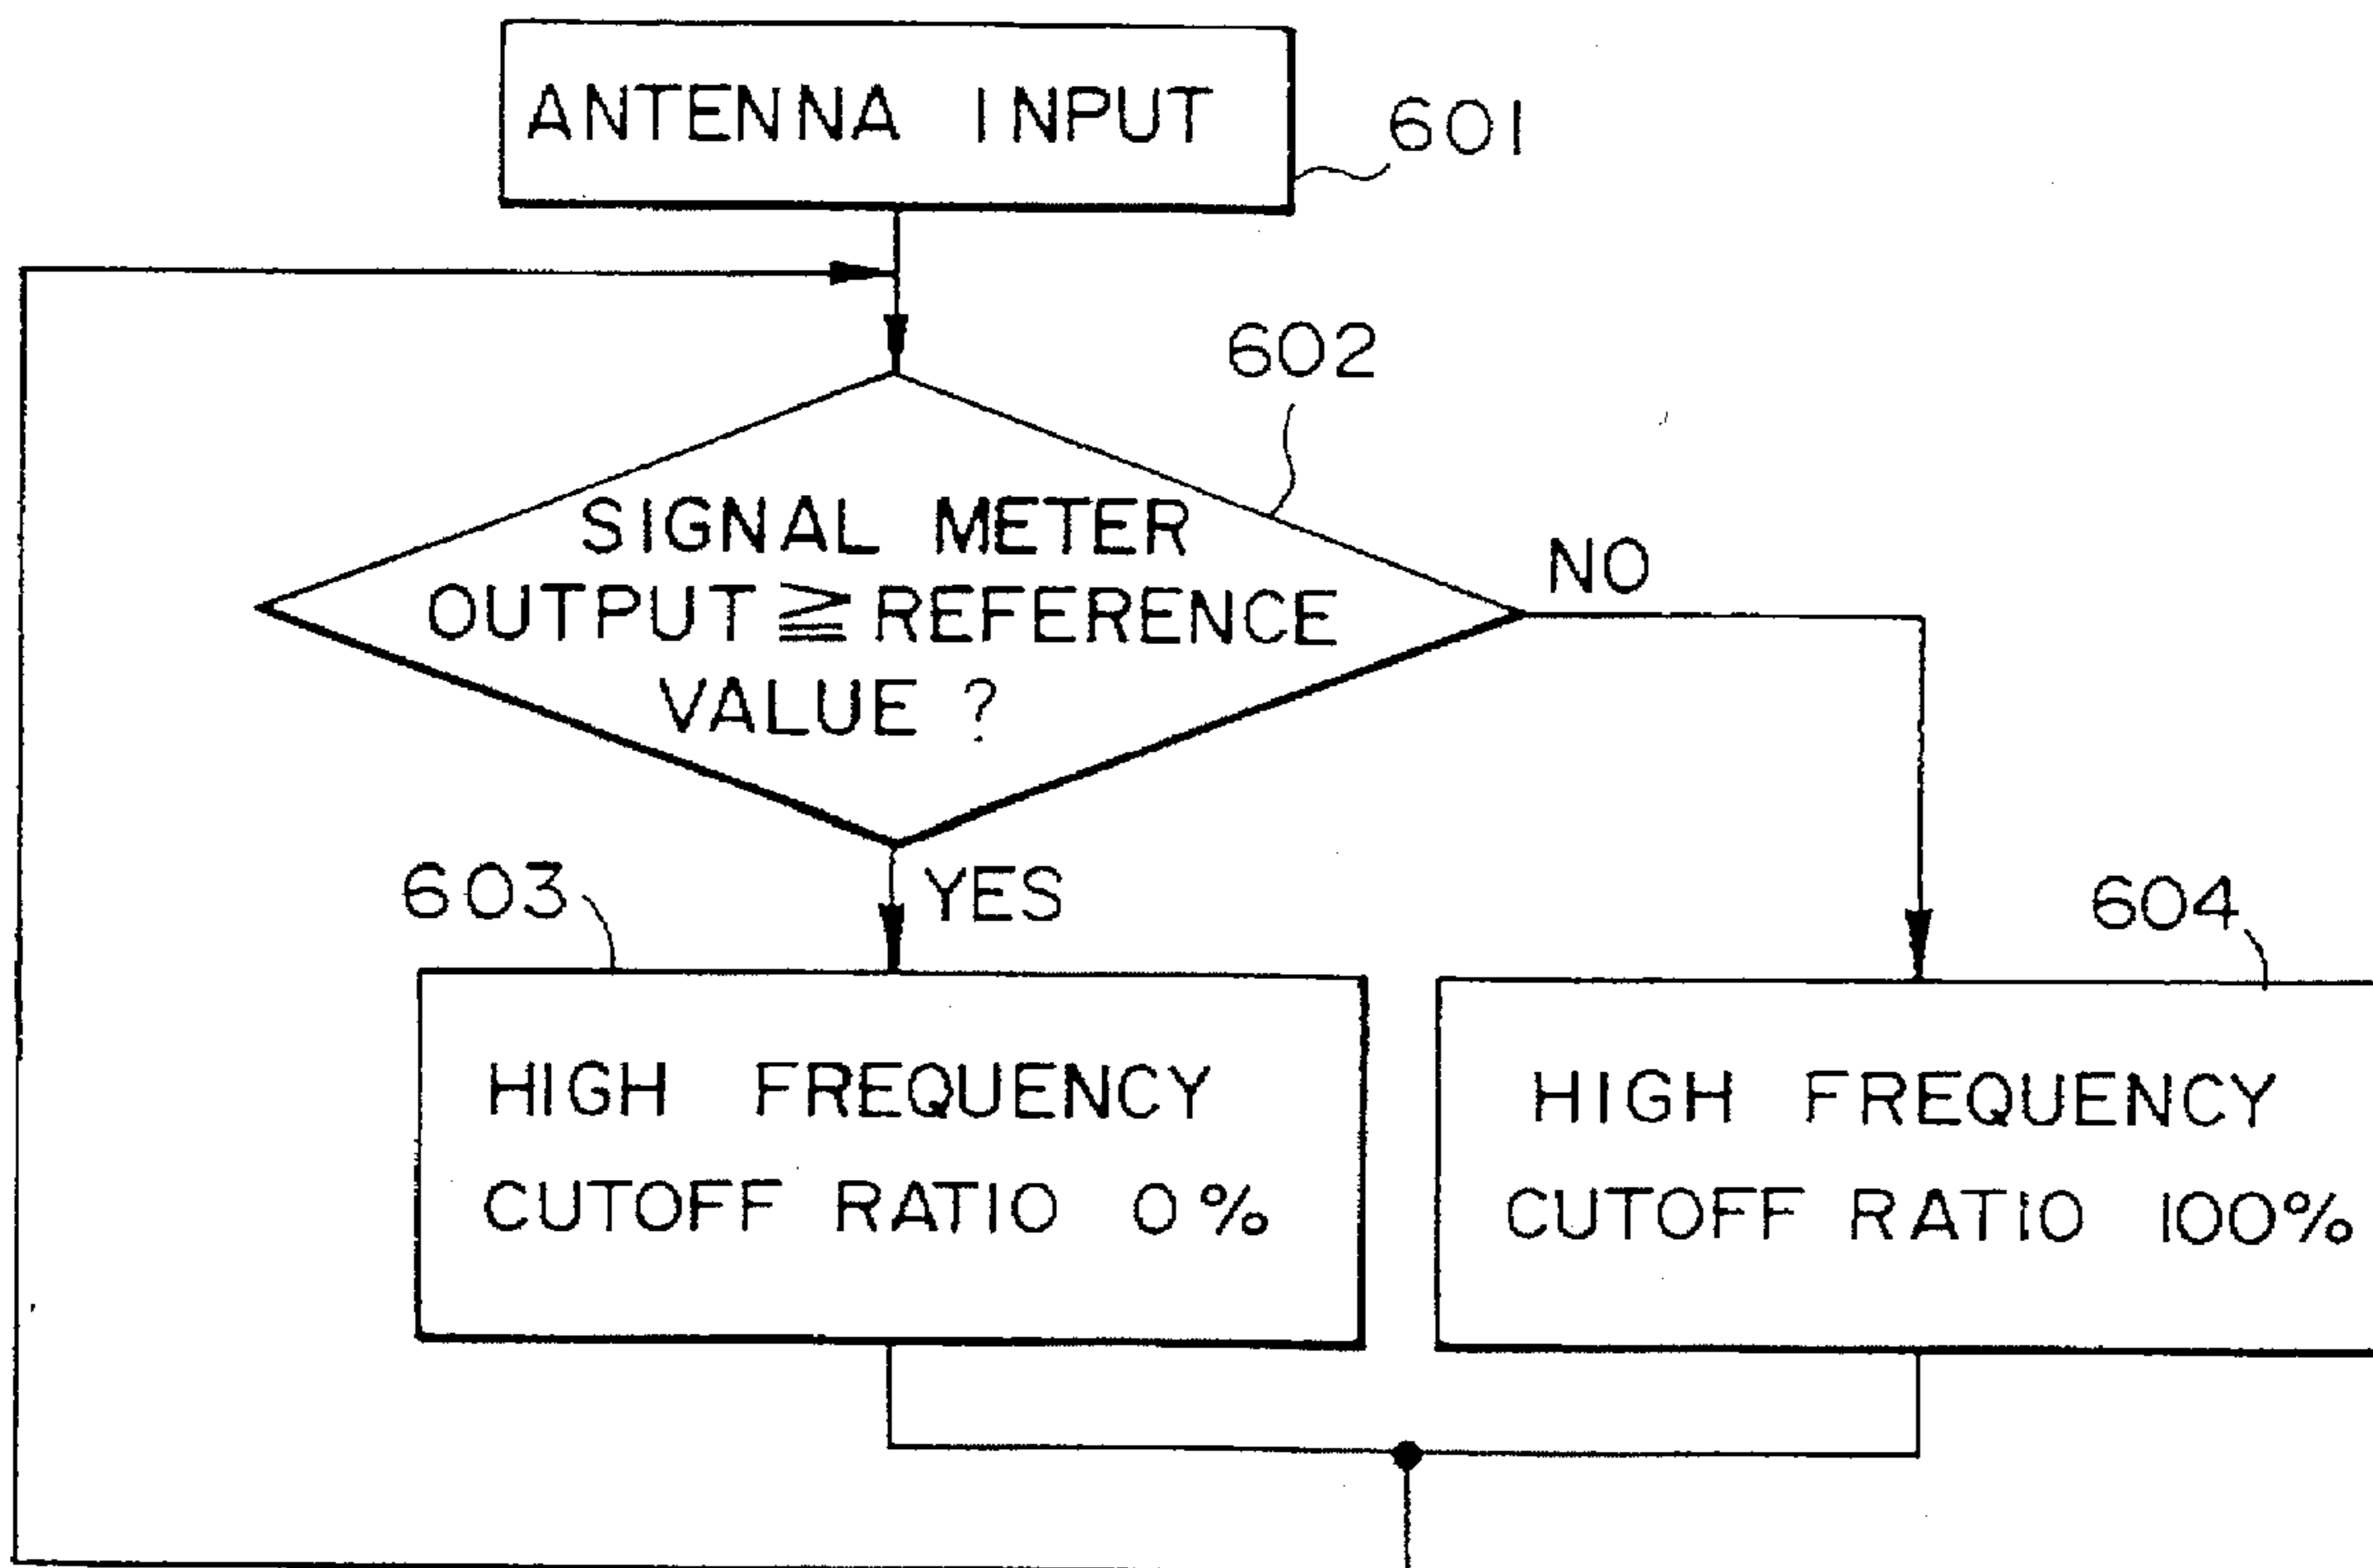 ANTENNA INPUT
601
602
SIGNAL METER
OUTPUT ≧ REFERENCE
VALUE ?
NO
YES
603
604
HIGH FREQUENCY
CUTOFF RATIO 0%
HIGH FREQUENCY
CUTOFF RATIO 100%